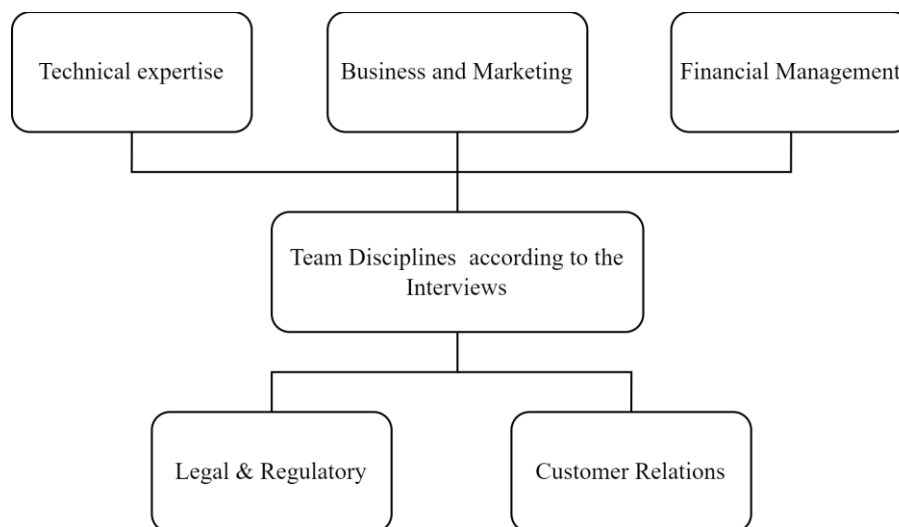 Technical expertise
Business and Marketing
Financial Management
Team Disciplines  according to the
Interviews
Legal & Regulatory
Customer Relations